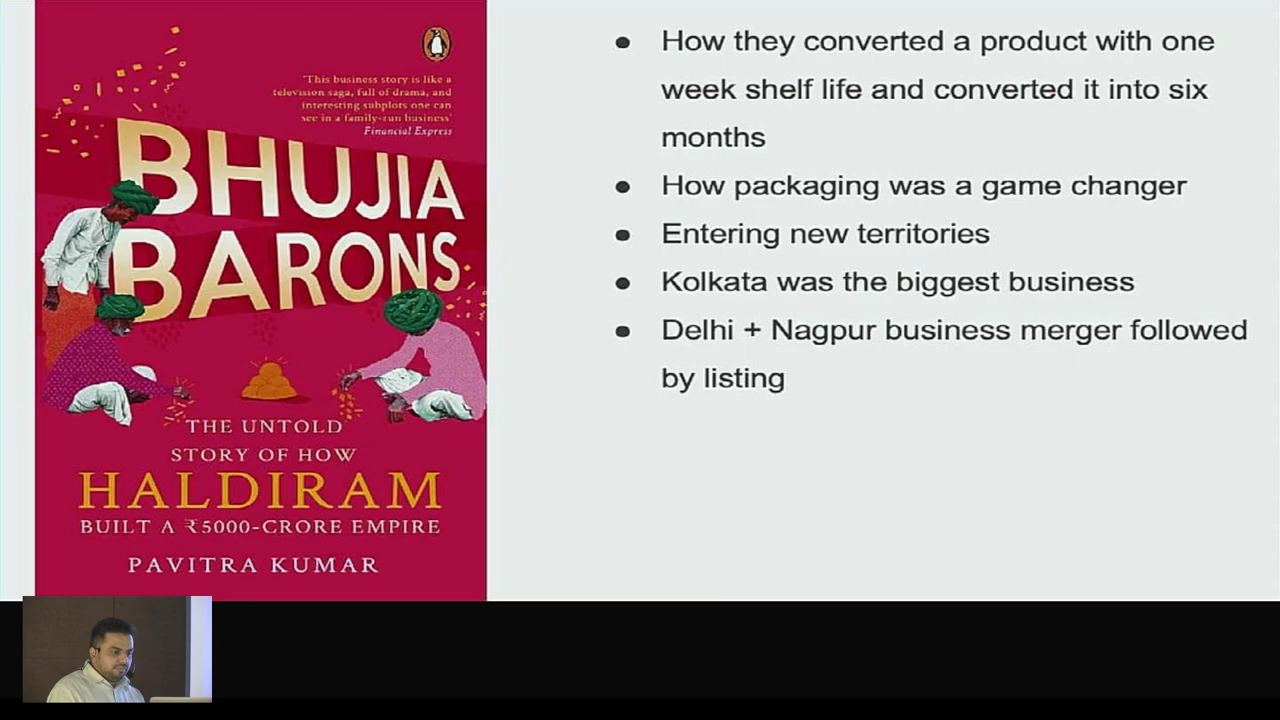 'This business story is like a
television saga, full of drama, and
interesting subplots one can
see in a family-run business'
Financial Express
BHUJIA
BARONS
THE UNTOLD
STORY OF HOW
HALDIRAM
BUILT A ₹5000-CRORE EMPIRE
PAVITRA KUMAR
● How they converted a product with one
week shelf life and converted it into six
months
● How packaging was a game changer
● Entering new territories
● Kolkata was the biggest business
● Delhi + Nagpur business merger followed
by listing